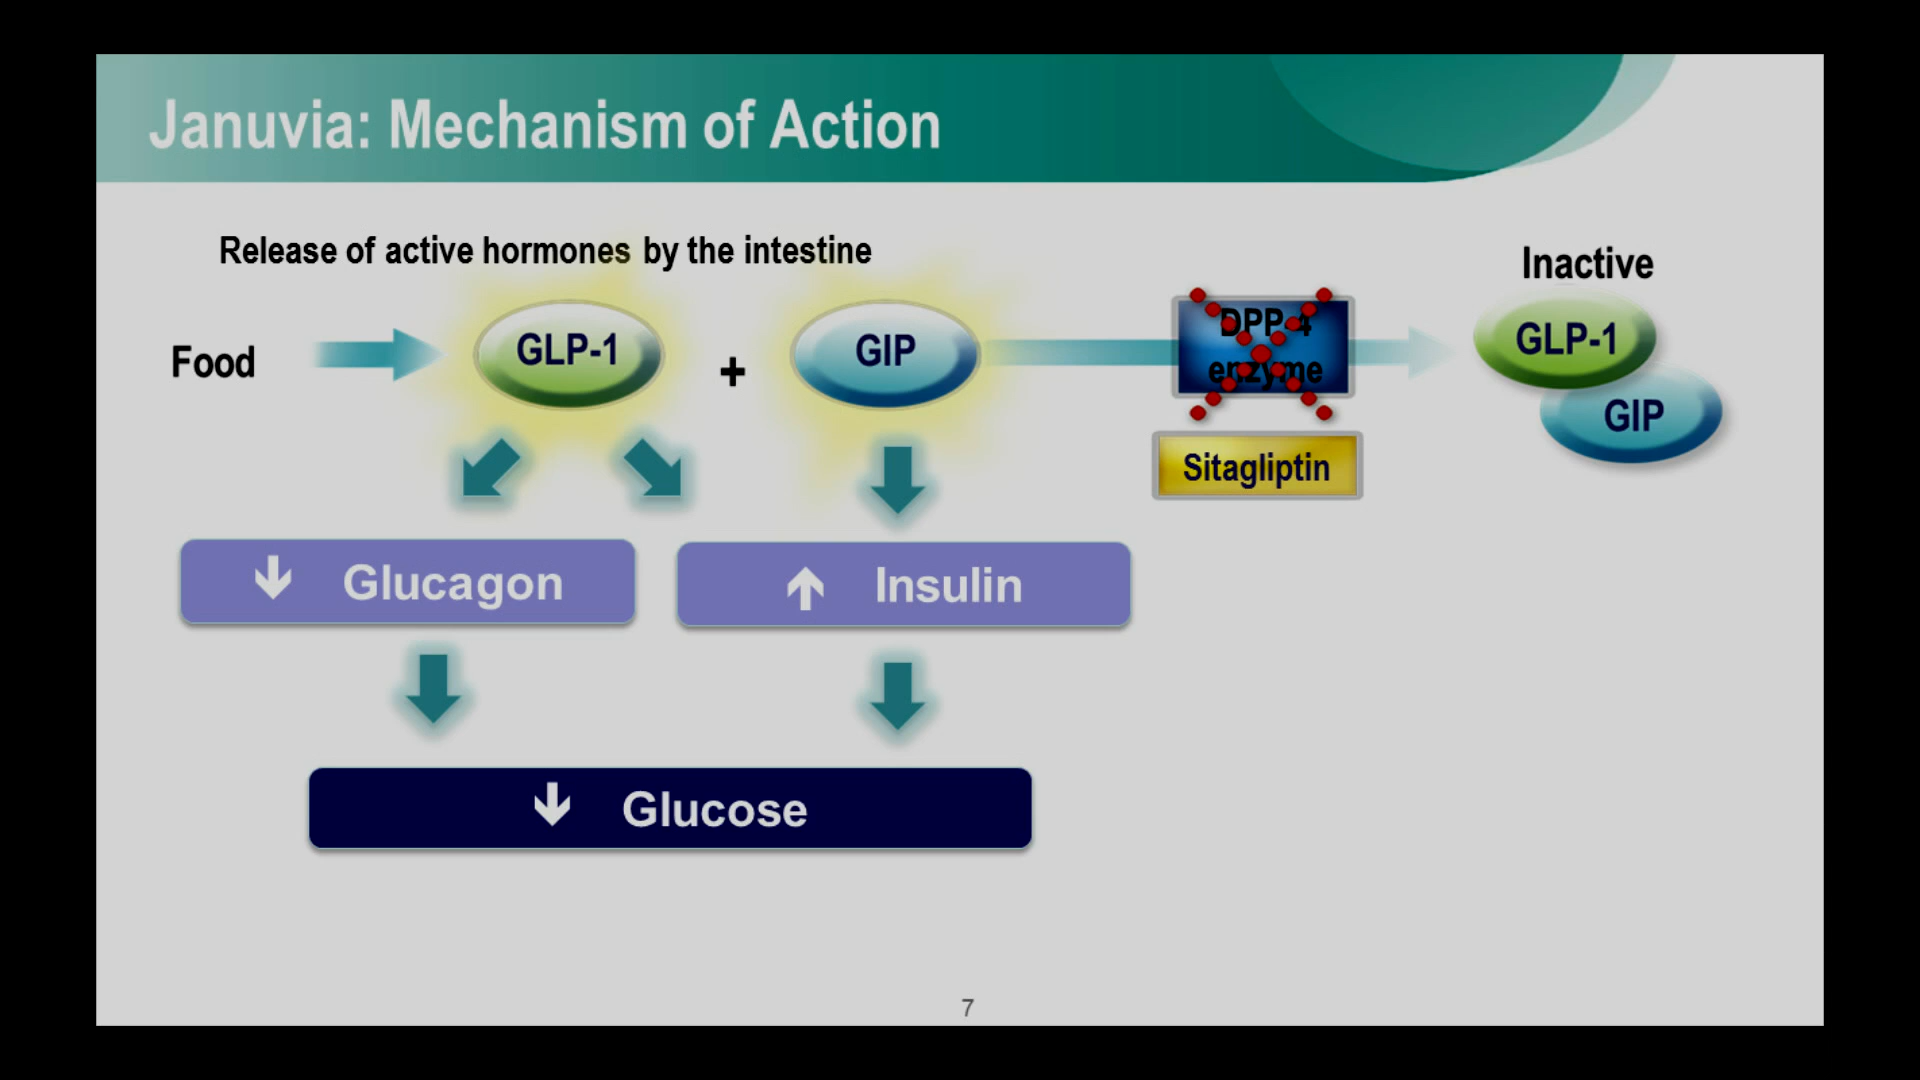 Januvia: Mechanism of Action
Release of active hormones by the intestine
Food
GLP-1
+
GIP
DPP-4
enzyme
Sitagliptin
Inactive
GLP-1
GIP
↓ Glucagon
↑ Insulin
↓ Glucose
7